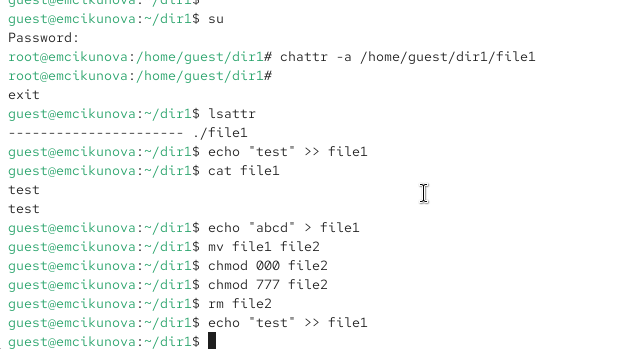 guest@emcikunova:~/dir1$
guest@emcikunova:~/dir1$ su
Password:
root@emcikunova:/home/guest/dir1# chattr -a /home/guest/dir1/file1
root@emcikunova:/home/guest/dir1#
exit
guest@emcikunova:~/dir1$ lsattr
---------------------- ./file1
guest@emcikunova:~/dir1$ echo "test" >> file1
guest@emcikunova:~/dir1$ cat file1
test
test
guest@emcikunova:~/dir1$ echo "abcd" > file1
guest@emcikunova:~/dir1$ mv file1 file2
guest@emcikunova:~/dir1$ chmod 000 file2
guest@emcikunova:~/dir1$ chmod 777 file2
guest@emcikunova:~/dir1$ rm file2
guest@emcikunova:~/dir1$ echo "test" >> file1
guest@emcikunova:~/dir1$